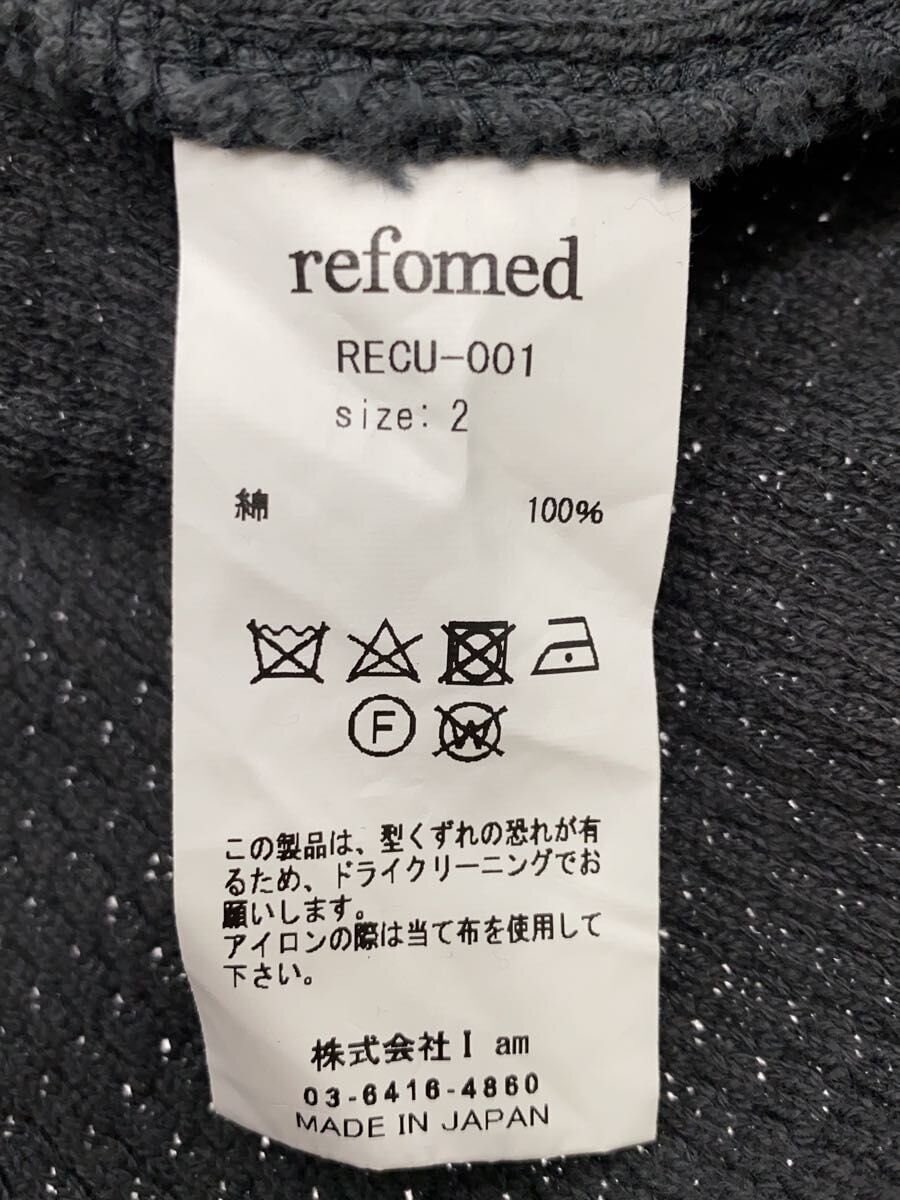 refomed
RECU-001
size: 2
綿 100%
F
W
この製品は、型くずれの恐れが有
るため、ドライクリーニングでお
願いします。
アイロンの際は当て布を使用して
下さい。
株式会社I am
03-6416-4860
MADE IN JAPAN